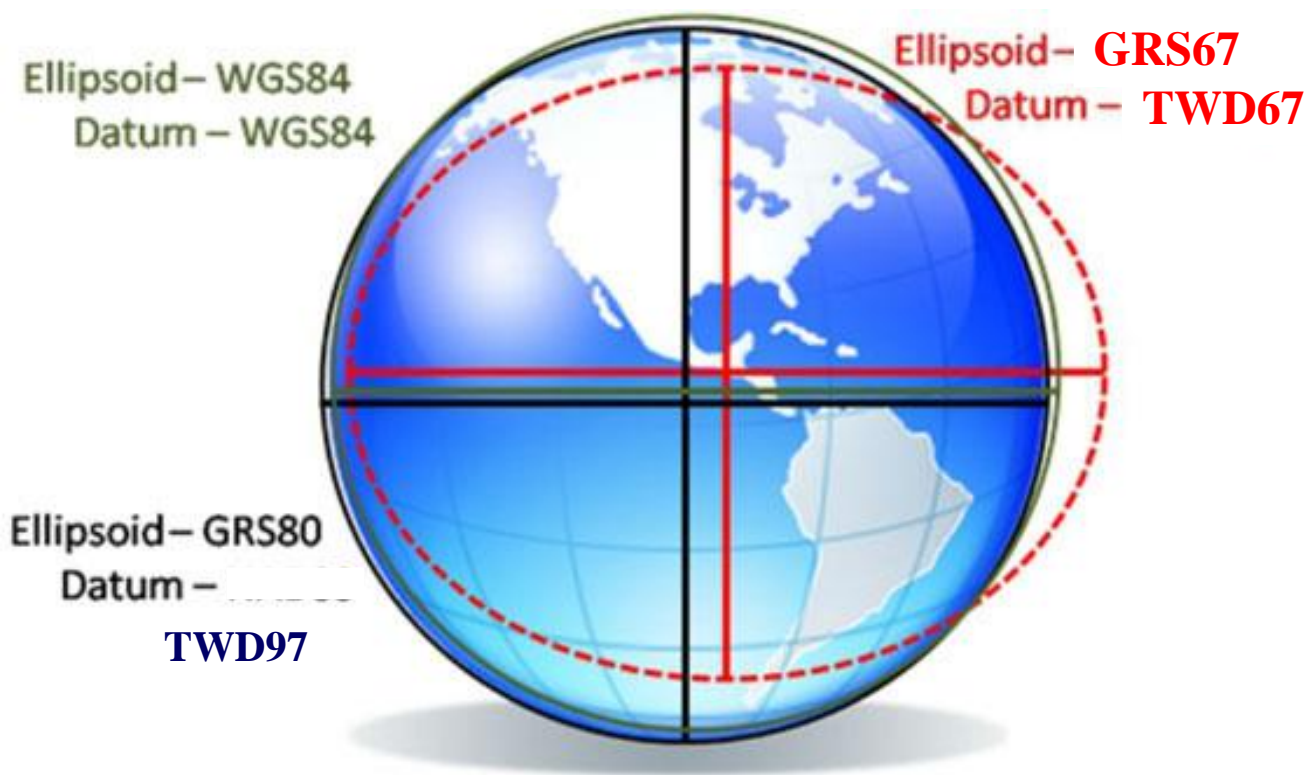 Ellipsoid– WGS84
Datum – WGS84
Ellipsoid– GRS67
Datum – TWD67
Ellipsoid– GRS80
Datum –
TWD97